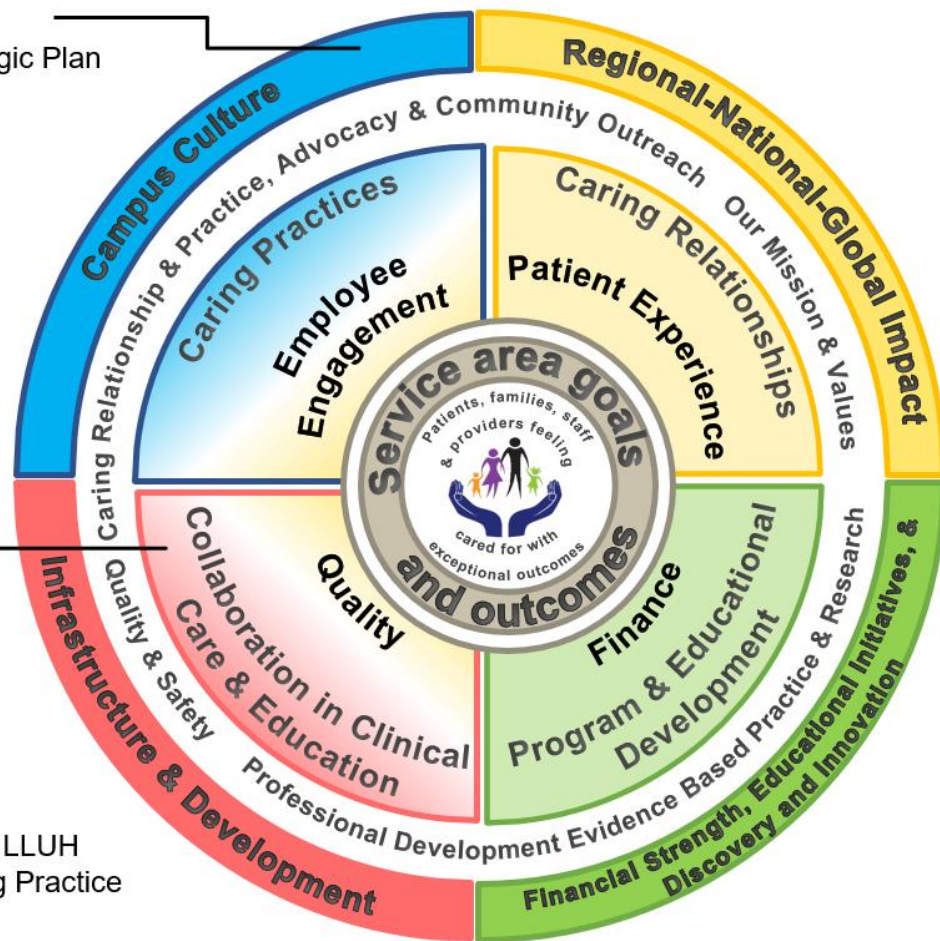 gic Plan
Campus Culture
Regional-National-Global Impact
Caring Relationship & Practice, Advocacy & Community Outreach
Our Mission & Values
Caring Practices
Employee
Engagement
Caring Relationships
Patient Experience
Service area goals
and outcomes
Patients, families, staff
& providers feeling
cared for with
exceptional outcomes
Quality
Collaboration in Clinical
Care & Education
Finance
Program & Educational
Development
Quality & Safety
Professional Development
Evidence Based Practice & Research
Infrastructure & Development
Financial Strength, Educational Initiatives, &
Discovery and Innovation
LLUH
g Practice